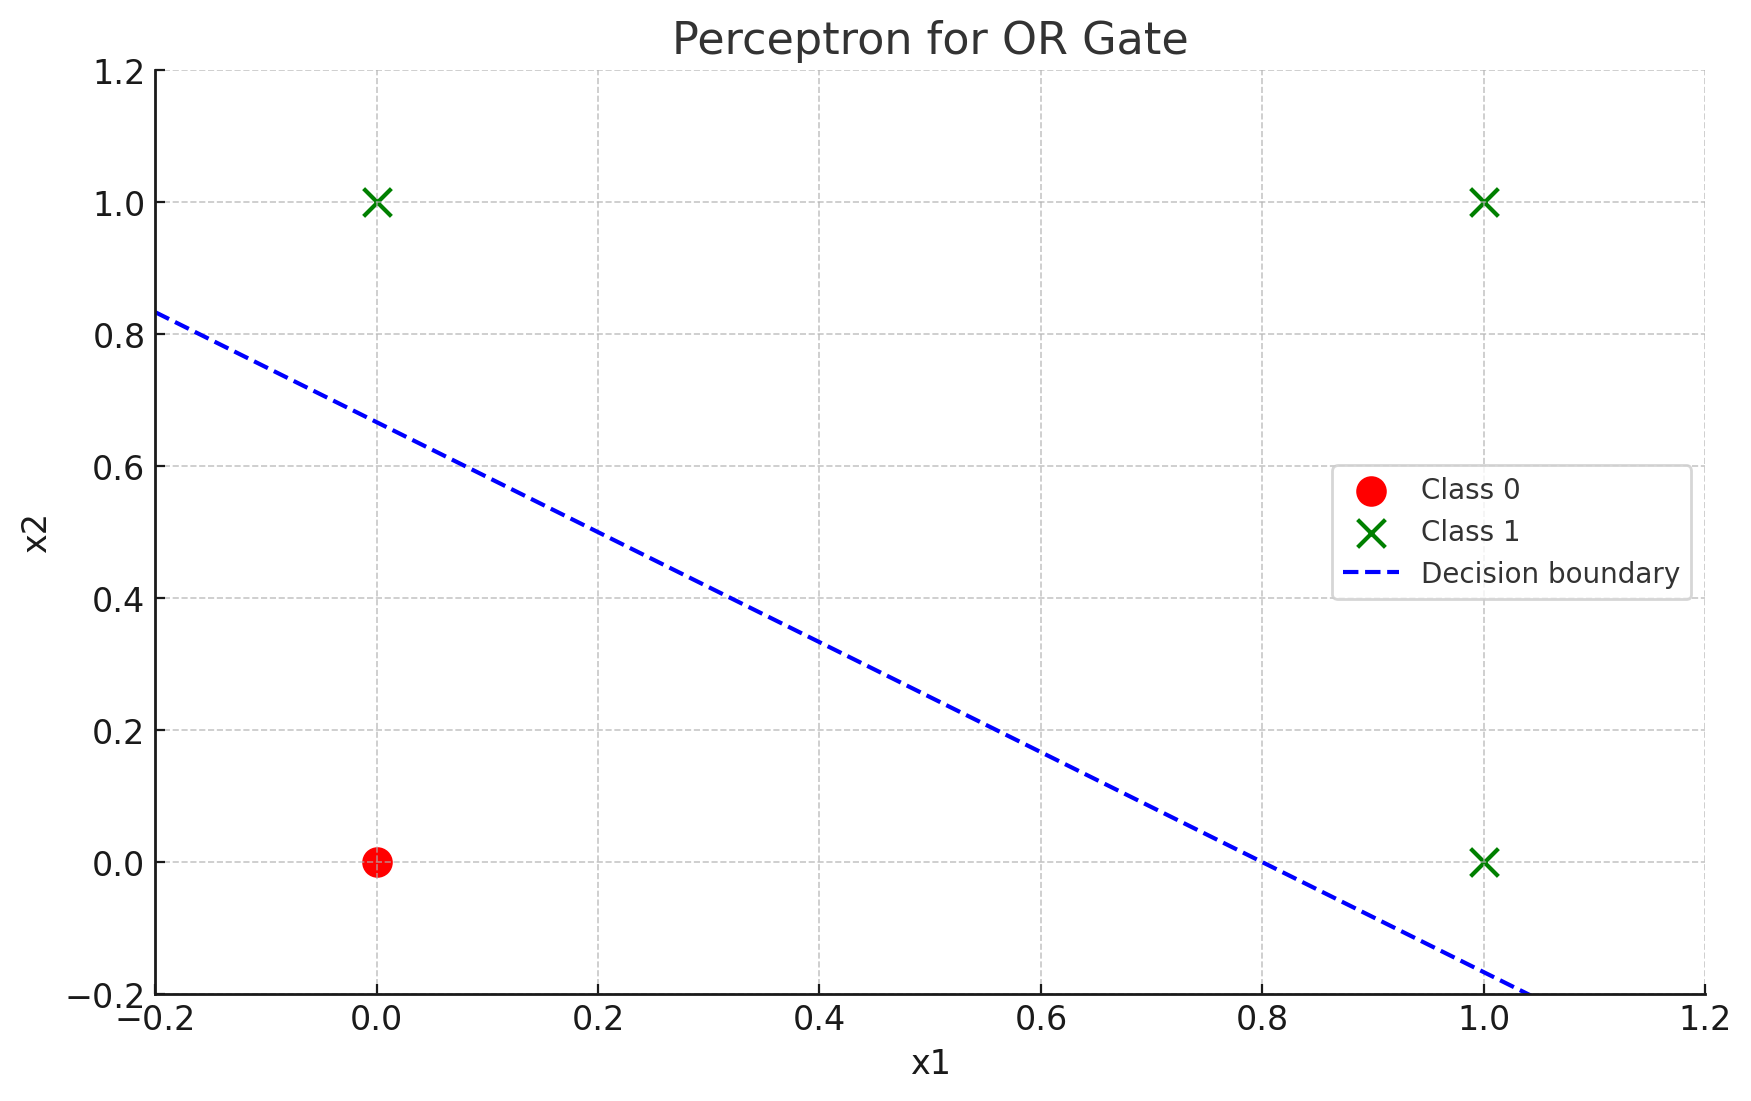 Perceptron for OR Gate
1.2
1.0
0.8
0.6
0.4
0.2
0.0
−0.2
x2
Class 0
Class 1
Decision boundary
−0.2 0.0 0.2 0.4 0.6 0.8 1.0 1.2
x1